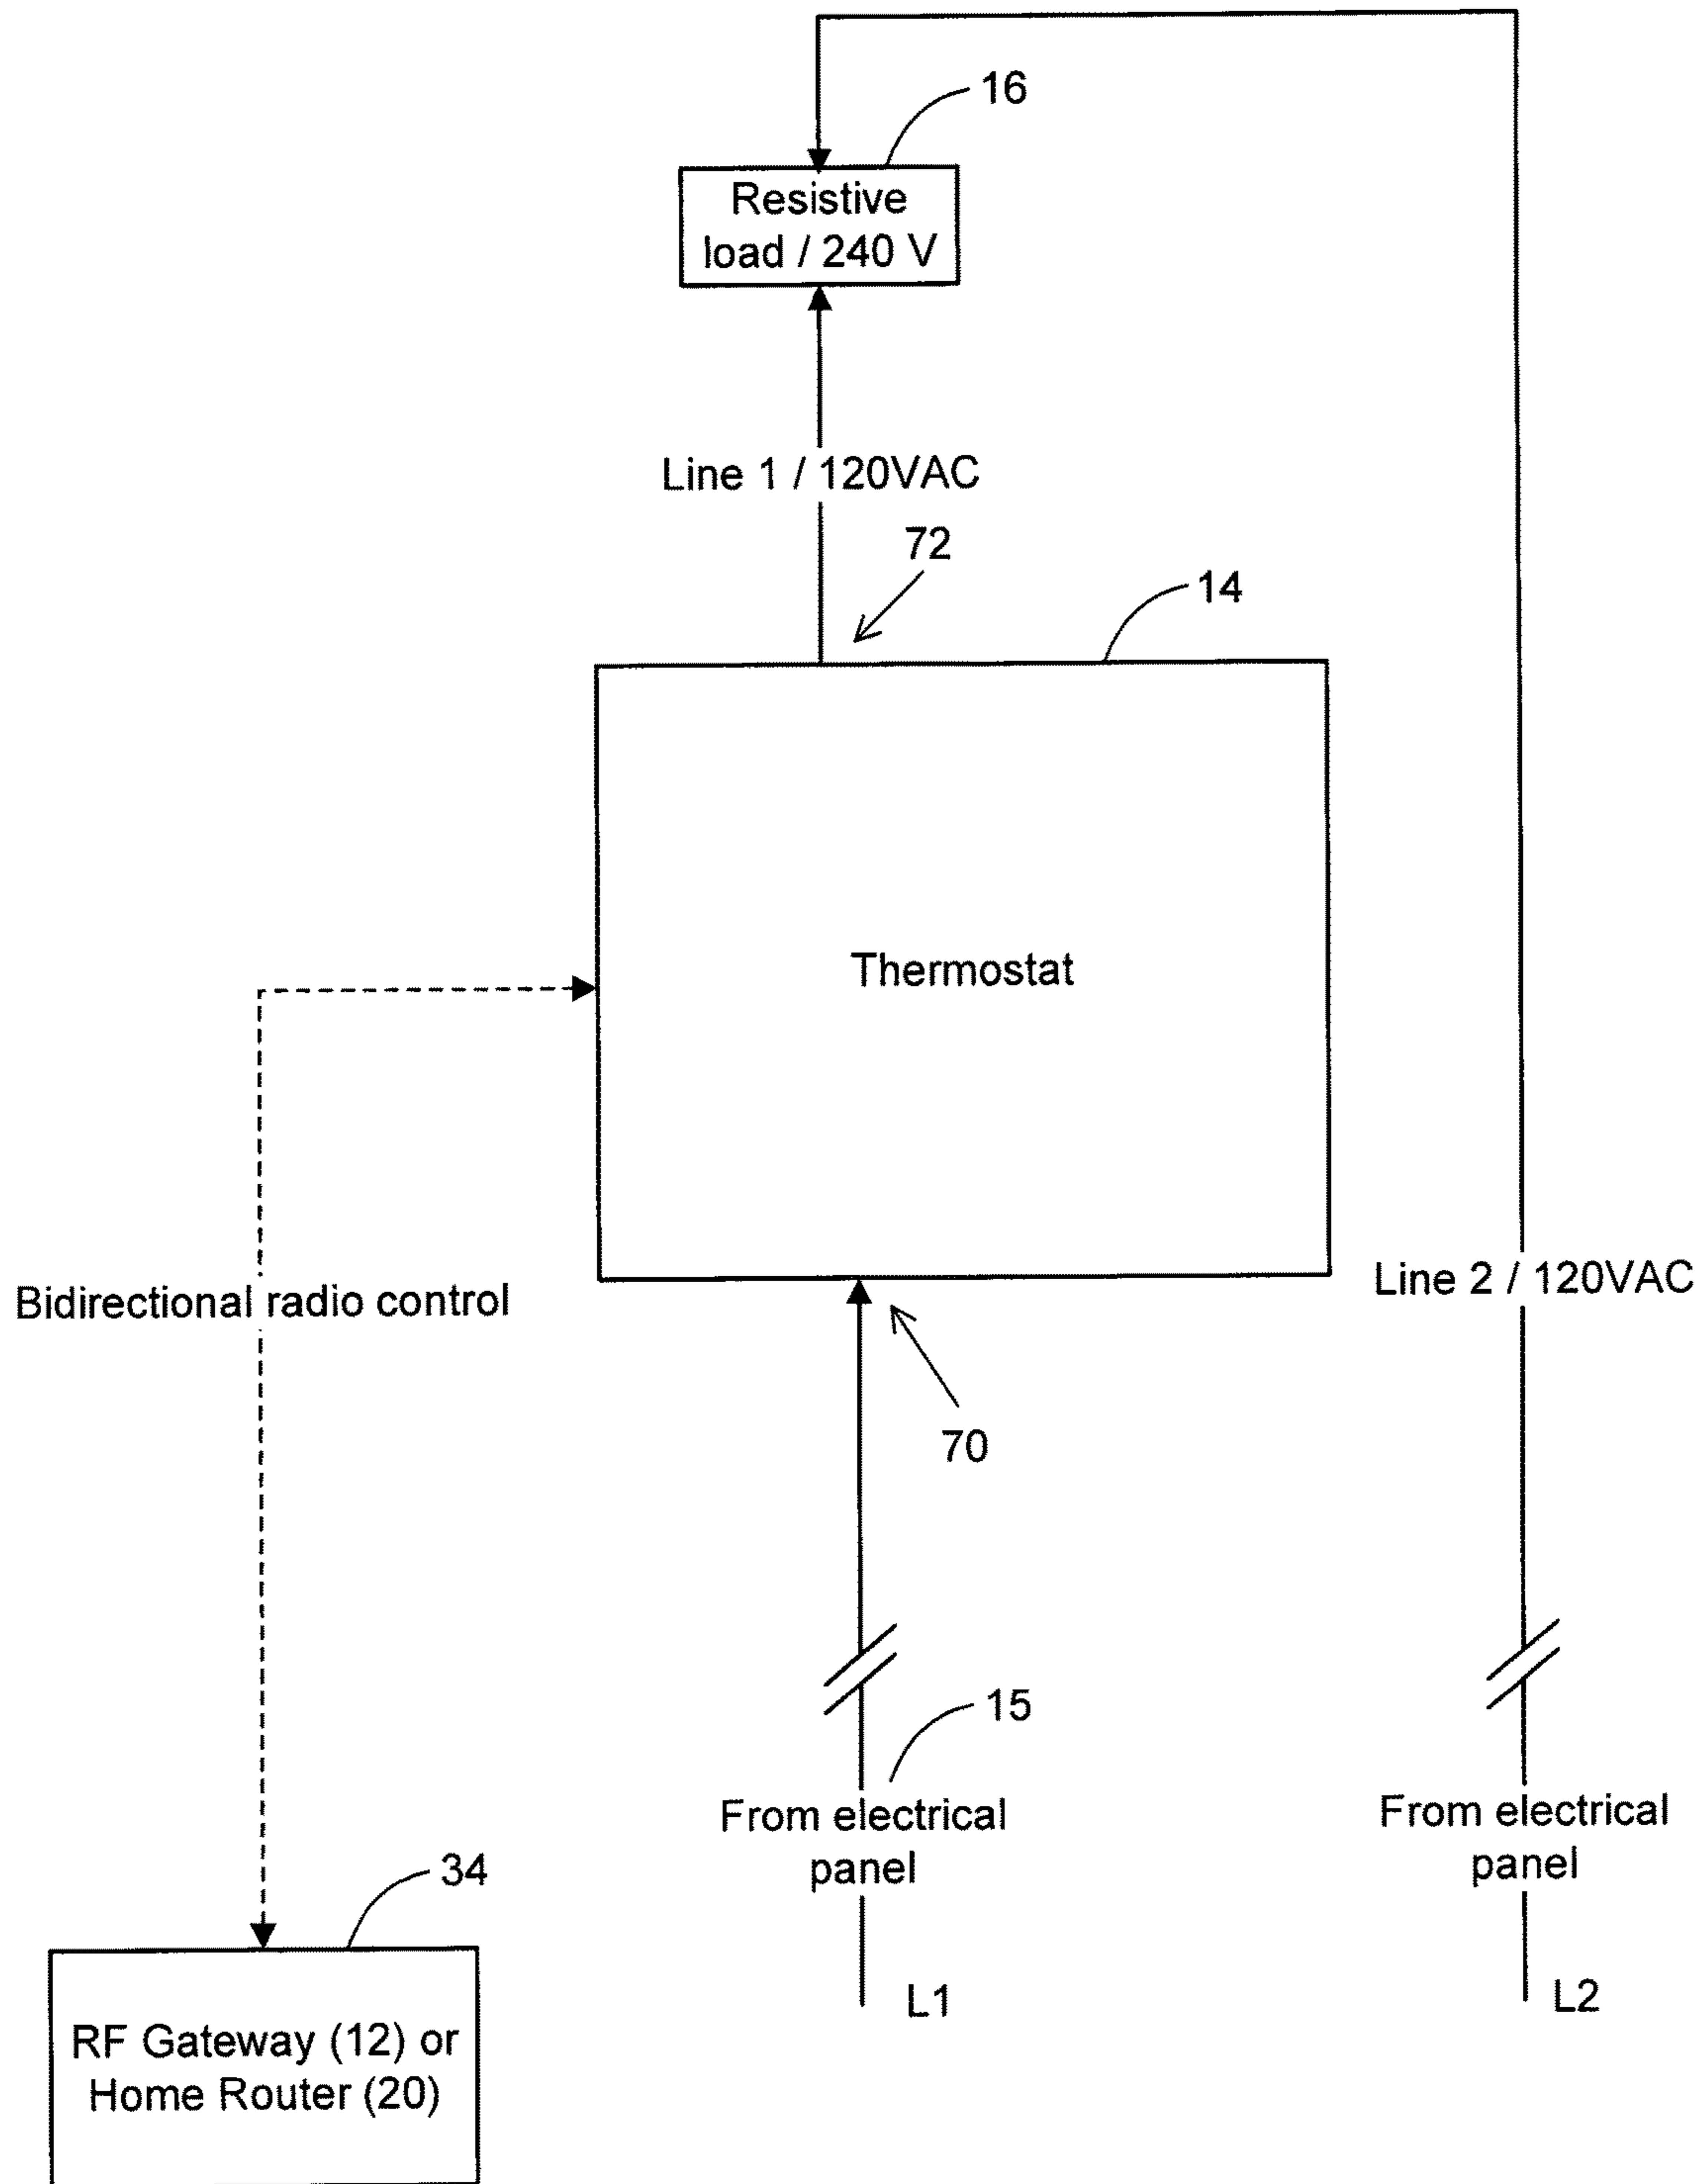 16
Resistive
load / 240 V
Line 1 / 120VAC
72
14
Thermostat
Line 2 / 120VAC
Bidirectional radio control
70
15
From electrical
panel
From electrical
panel
34
L1
L2
RF Gateway (12) or
Home Router (20)